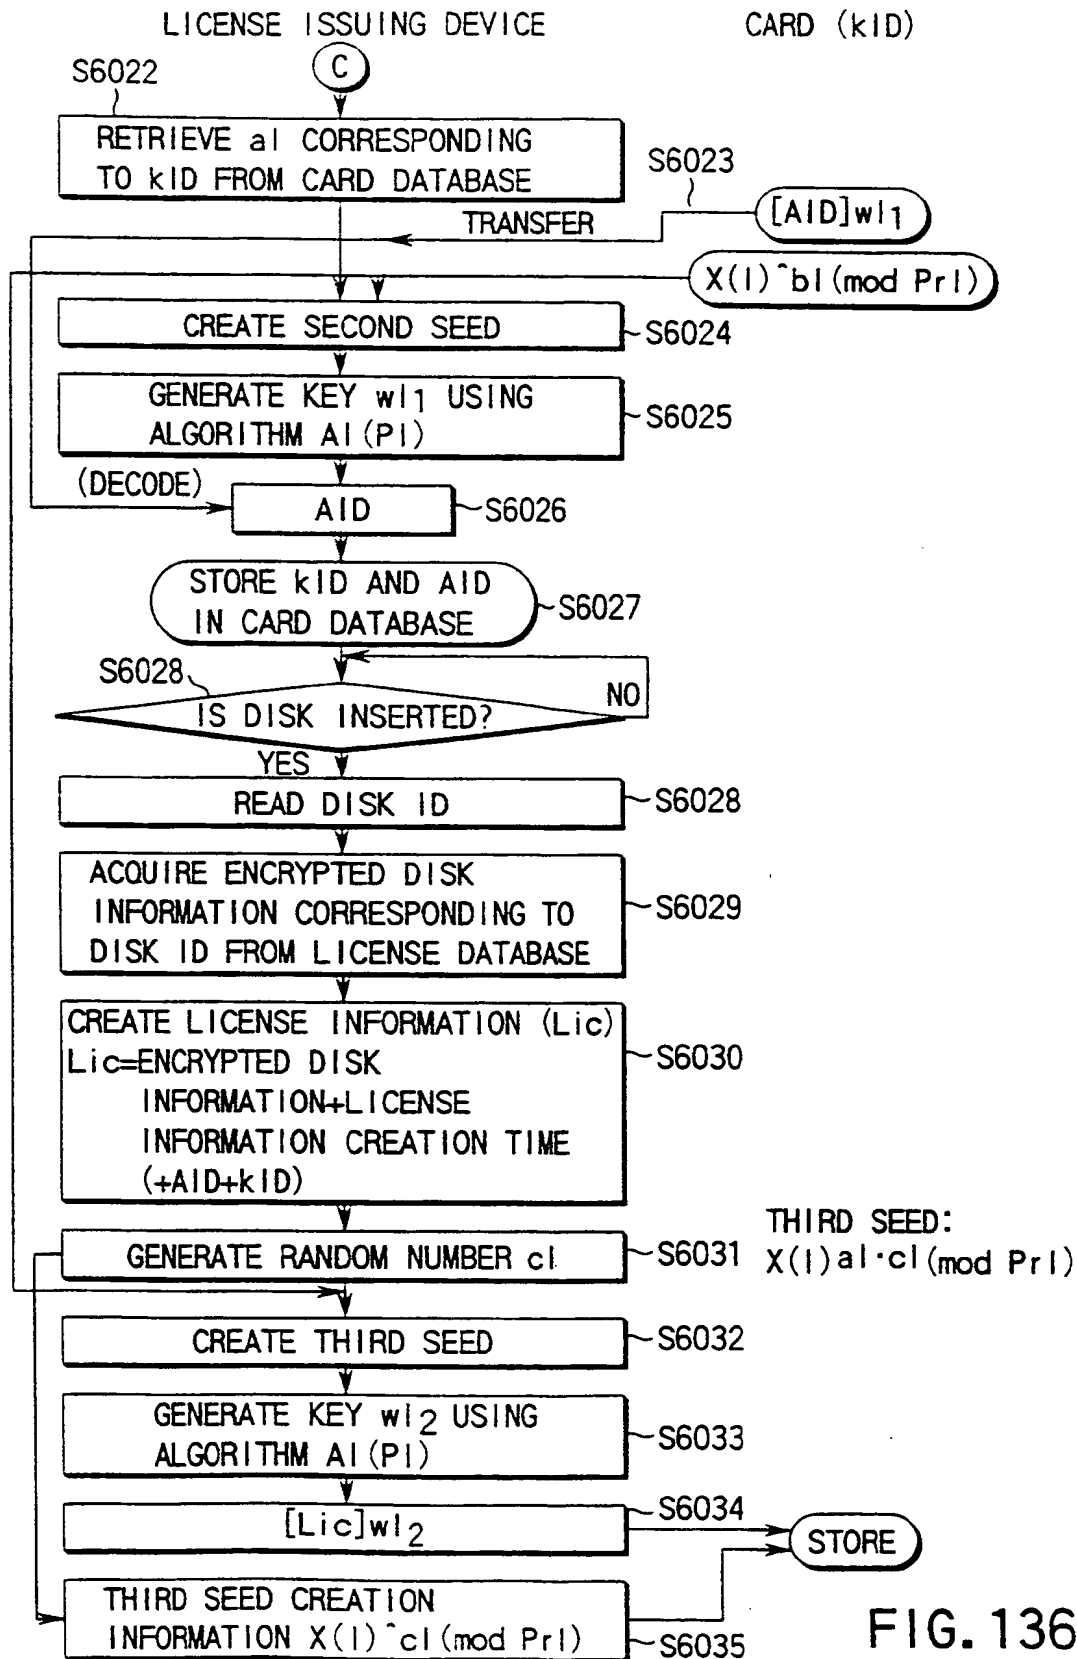 LICENSE ISSUING DEVICE
CARD (kID)
C
S6022
RETRIEVE al CORRESPONDING
TO kID FROM CARD DATABASE
S6023
[AID]wl1
TRANSFER
X(l)^bl(mod Prl)
CREATE SECOND SEED
S6024
GENERATE KEY wl1 USING
ALGORITHM Al(Pl)
S6025
(DECODE)
AID
S6026
STORE kID AND AID
IN CARD DATABASE
S6027
S6028
NO
IS DISK INSERTED?
YES
READ DISK ID
S6028
ACQUIRE ENCRYPTED DISK
INFORMATION CORRESPONDING TO
DISK ID FROM LICENSE DATABASE
S6029
CREATE LICENSE INFORMATION (Lic)
Lic=ENCRYPTED DISK
INFORMATION+LICENSE
INFORMATION CREATION TIME
(+AID+kID)
S6030
GENERATE RANDOM NUMBER cl
S6031
THIRD SEED:
X(l)al·cl(mod Prl)
CREATE THIRD SEED
S6032
GENERATE KEY wl2 USING
ALGORITHM Al(Pl)
S6033
[Lic]wl2
S6034
STORE
THIRD SEED CREATION
INFORMATION X(l)^cl(mod Prl)
S6035
FIG. 136